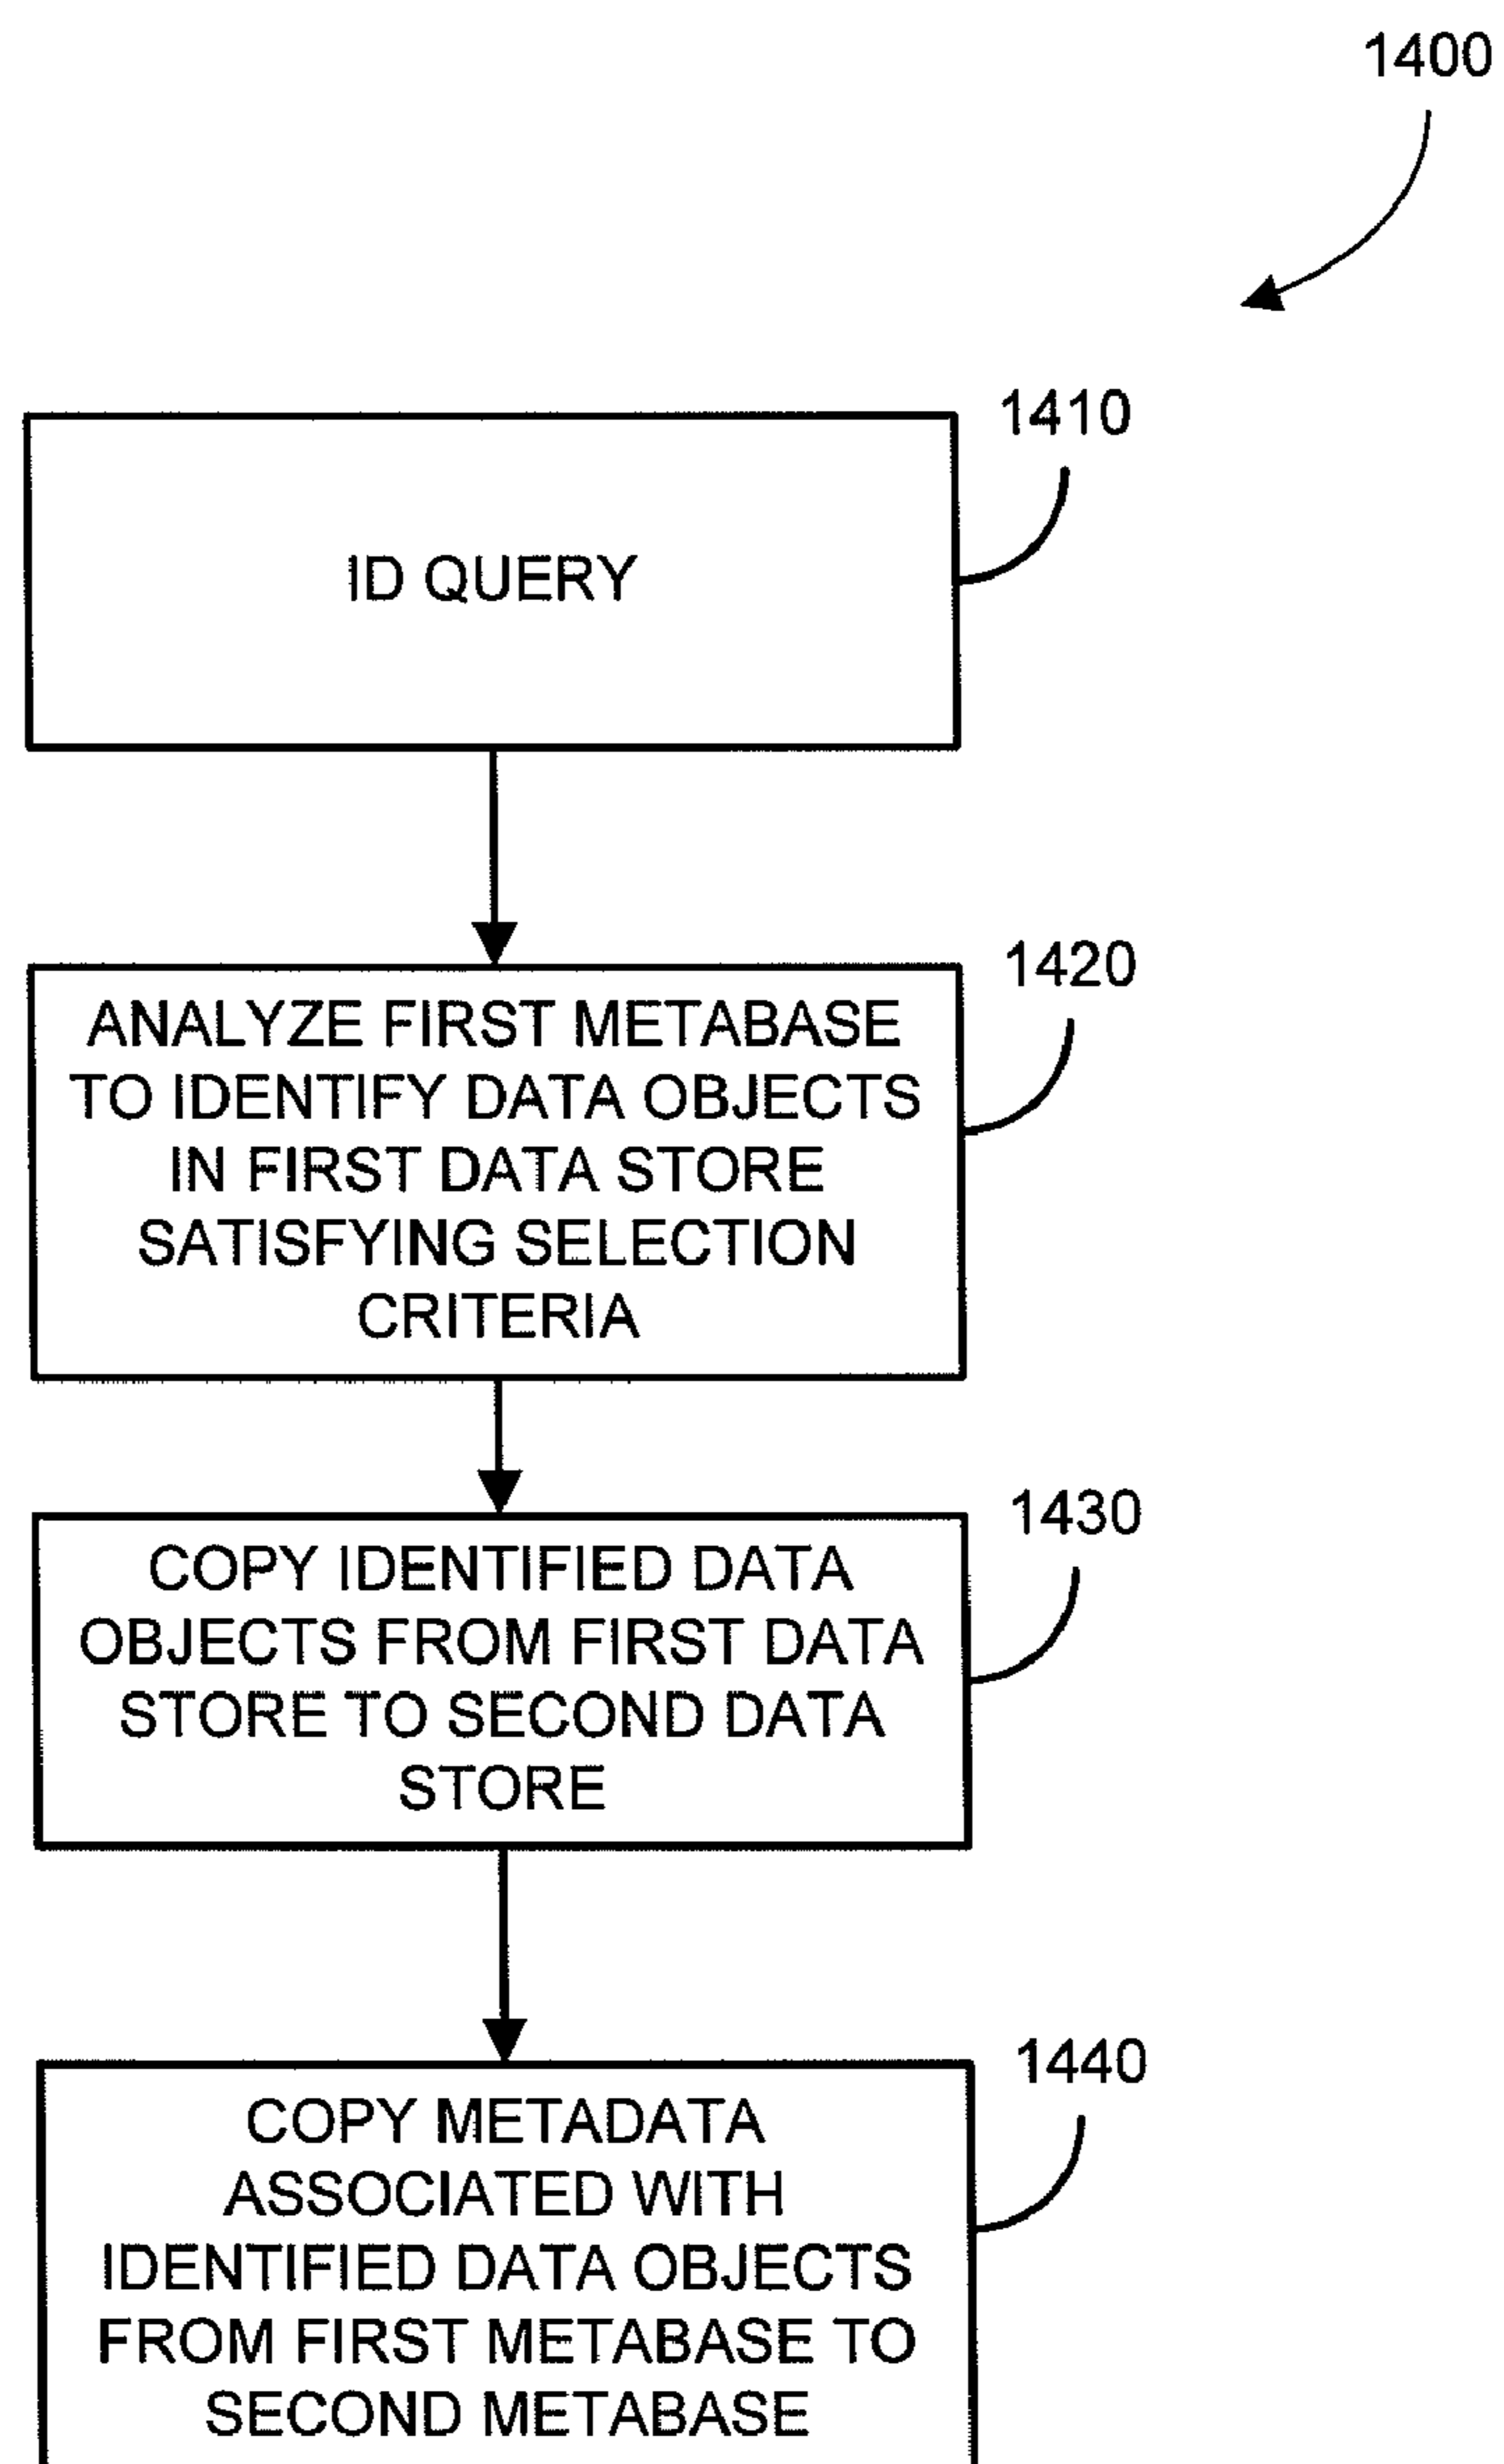 1400
1410
ID QUERY
1420
ANALYZE FIRST METABASE
TO IDENTIFY DATA OBJECTS
IN FIRST DATA STORE
SATISFYING SELECTION
CRITERIA
1430
COPY IDENTIFIED DATA
OBJECTS FROM FIRST DATA
STORE TO SECOND DATA
STORE
1440
COPY METADATA
ASSOCIATED WITH
IDENTIFIED DATA OBJECTS
FROM FIRST METABASE TO
SECOND METABASE